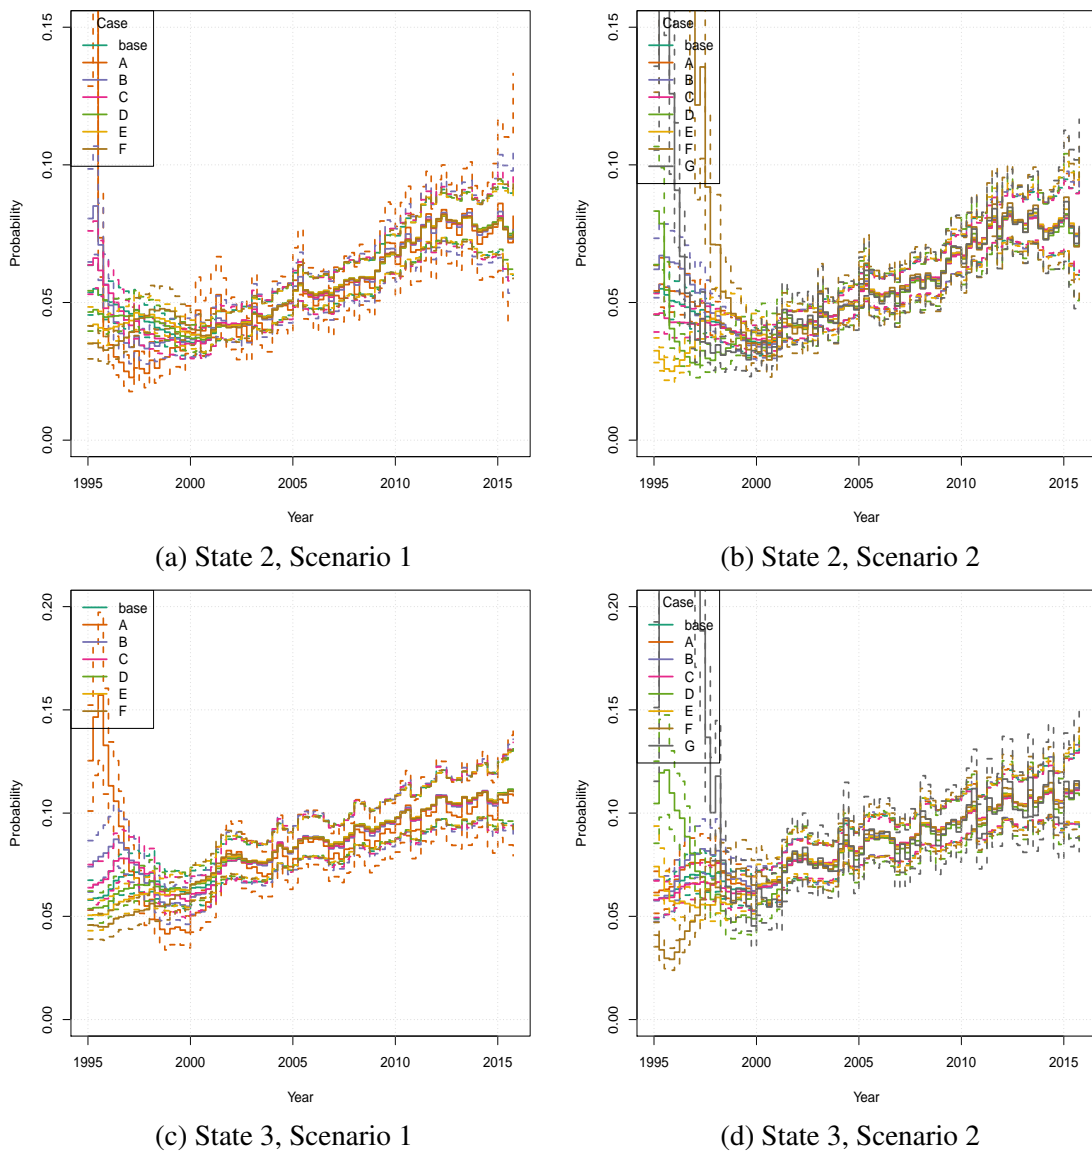 Case
base
A
B
C
D
E
F
0.15
0.10
0.05
0.00
Probability
1995
2000
2005
2010
2015
Year
(a) State 2, Scenario 1
Case
base
A
B
C
D
E
F
G
0.15
0.10
0.05
0.00
Probability
1995
2000
2005
2010
2015
Year
(b) State 2, Scenario 2
base
A
B
C
D
E
F
0.20
0.15
0.10
0.05
0.00
Probability
1995
2000
2005
2010
2015
Year
(c) State 3, Scenario 1
Case
base
A
B
C
D
E
F
G
0.20
0.15
0.10
0.05
0.00
Probability
1995
2000
2005
2010
2015
Year
(d) State 3, Scenario 2